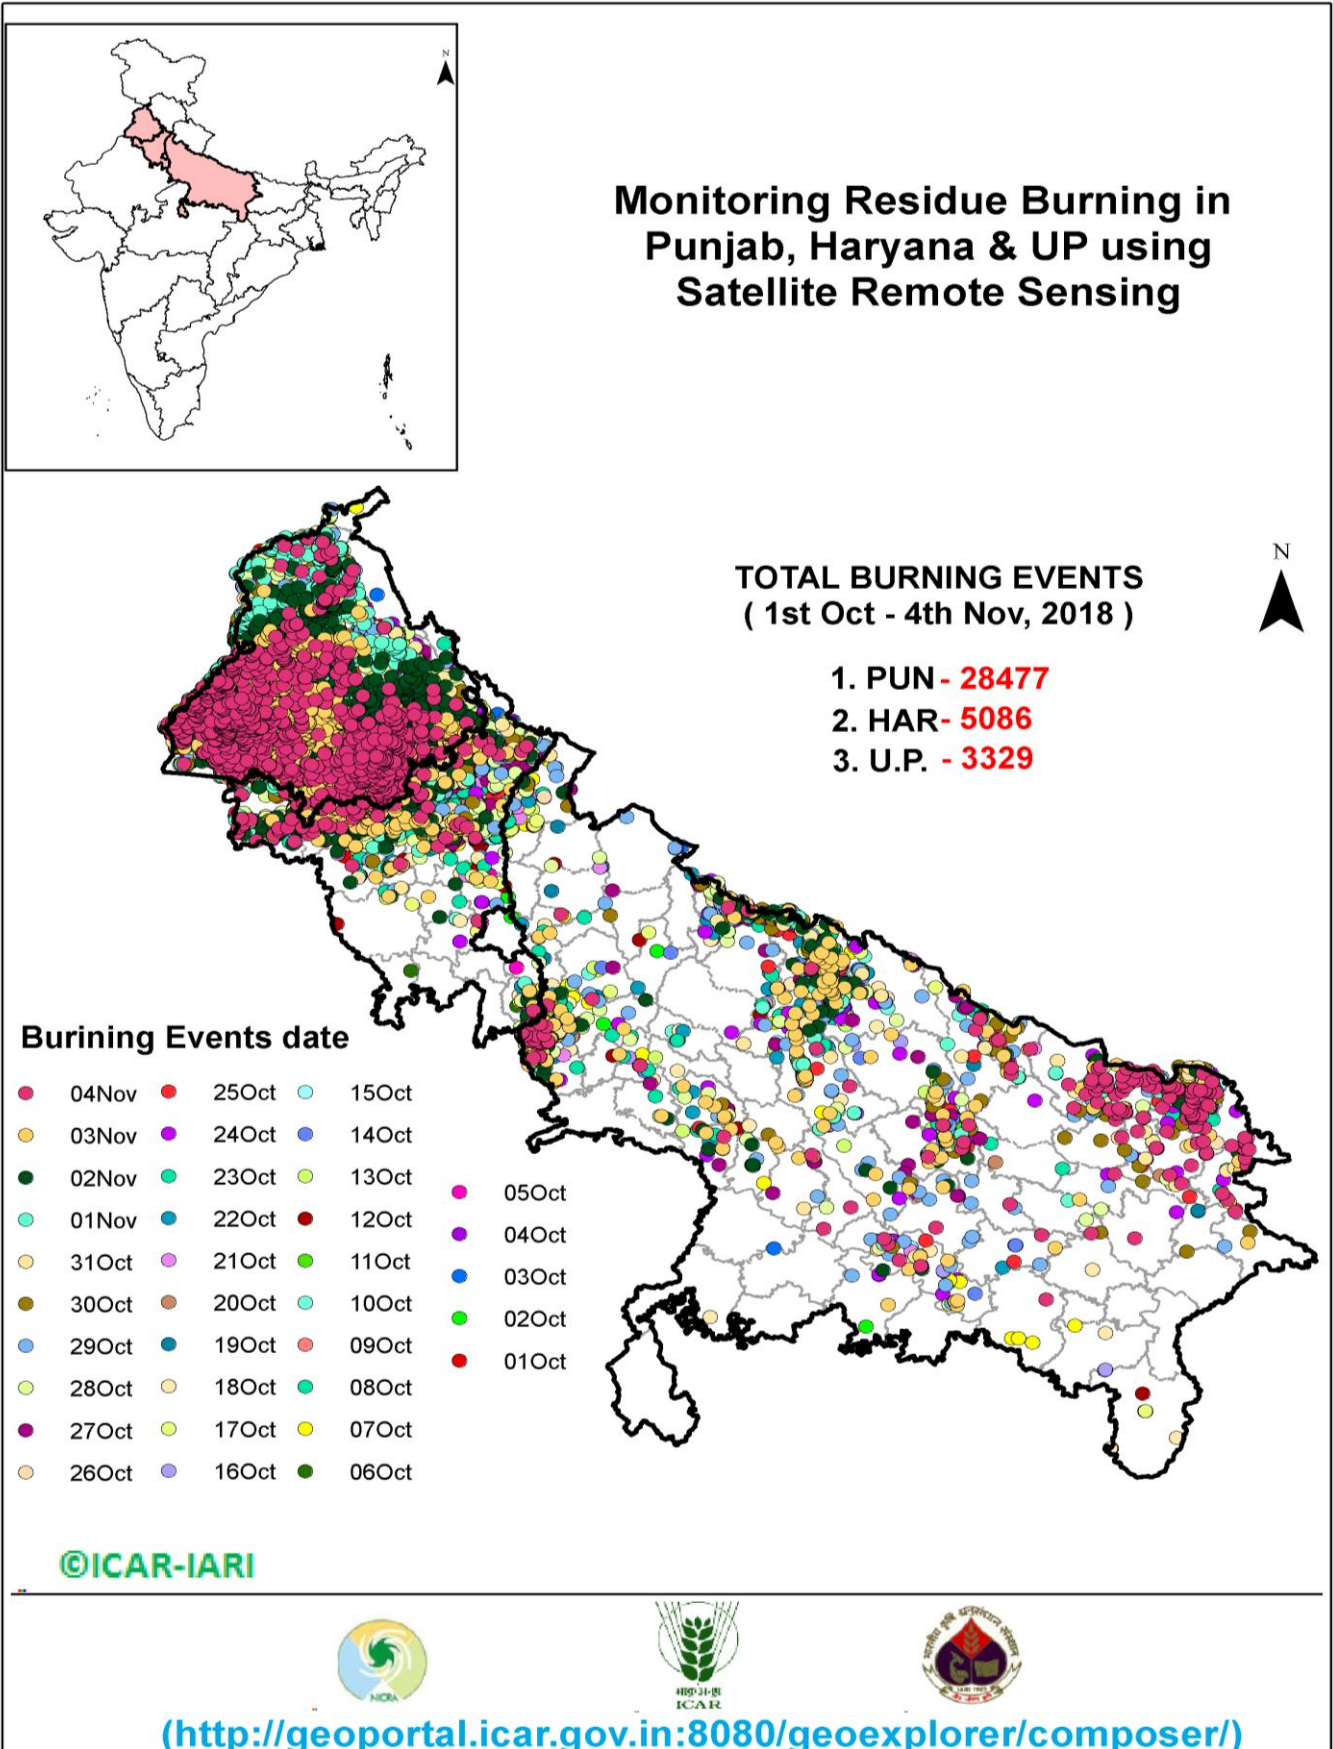 N
Monitoring Residue Burning in
Punjab, Haryana & UP using
Satellite Remote Sensing
N
TOTAL BURNING EVENTS
( 1st Oct - 4th Nov, 2018 )
1. PUN - 28477
2. HAR- 5086
3. U.P. - 3329
Burining Events date
04Nov 25Oct 15Oct
03Nov 24Oct 14Oct
02Nov 23Oct 13Oct
01Nov 22Oct 12Oct
31Oct 21Oct 11Oct
30Oct 20Oct 10Oct
29Oct 19Oct 09Oct
28Oct 18Oct 08Oct
27Oct 17Oct 07Oct
26Oct 16Oct 06Oct
05Oct
04Oct
03Oct
02Oct
01Oct
©ICAR-IARI
NICRA
ICAR
(http://geoportal.icar.gov.in:8080/geoexplorer/composer/)